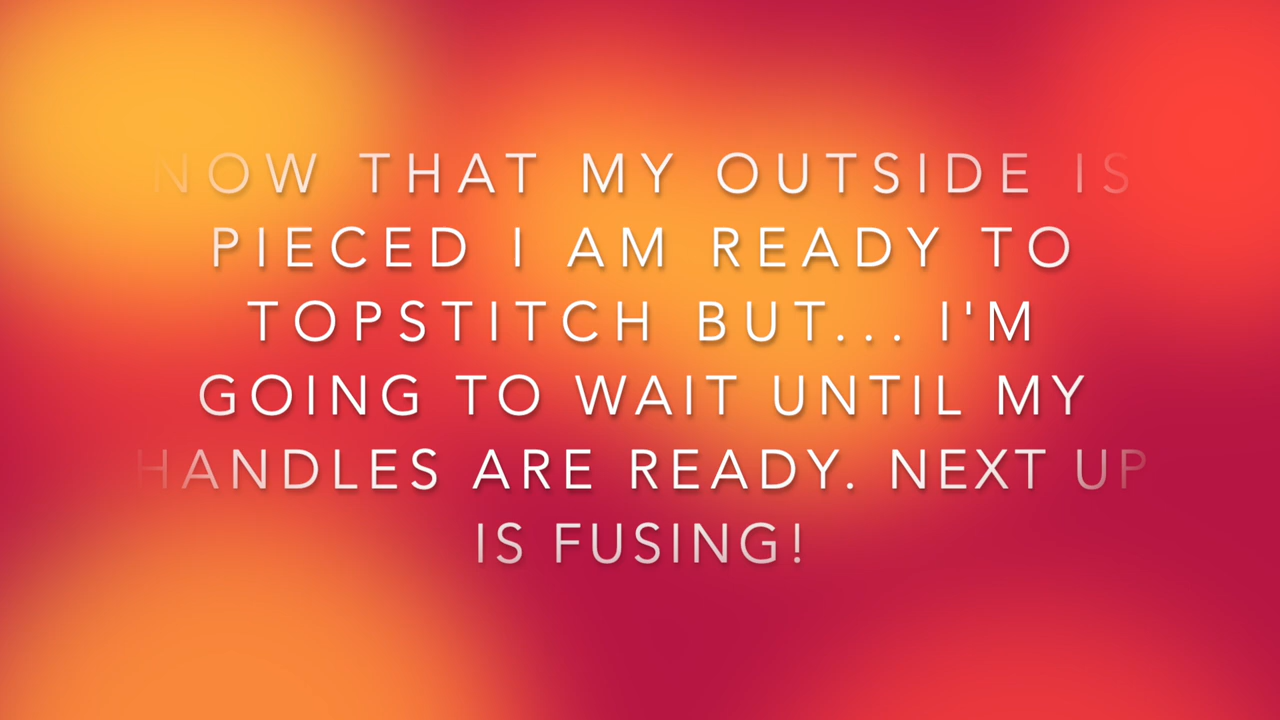 NOW THAT MY OUTSIDE IS
PIECED I AM READY TO
TOPSTITCH BUT... I'M
GOING TO WAIT UNTIL MY
HANDLES ARE READY. NEXT UP
IS FUSING!